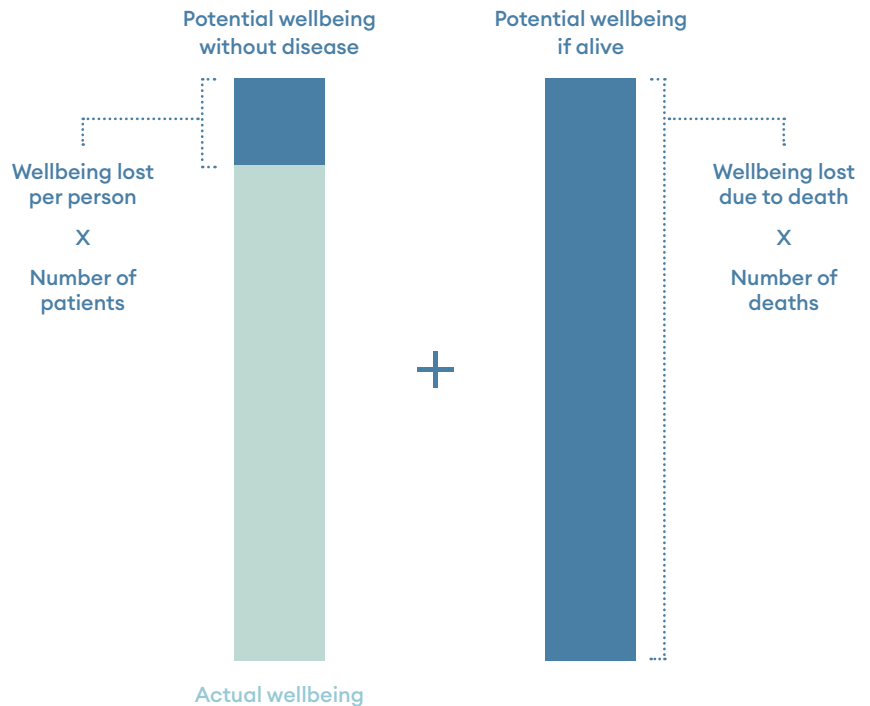 Potential wellbeing
without disease
Potential wellbeing
if alive
Wellbeing lost
per person
X
Number of
patients
Wellbeing lost
due to death
X
Number of
deaths
+
Actual wellbeing